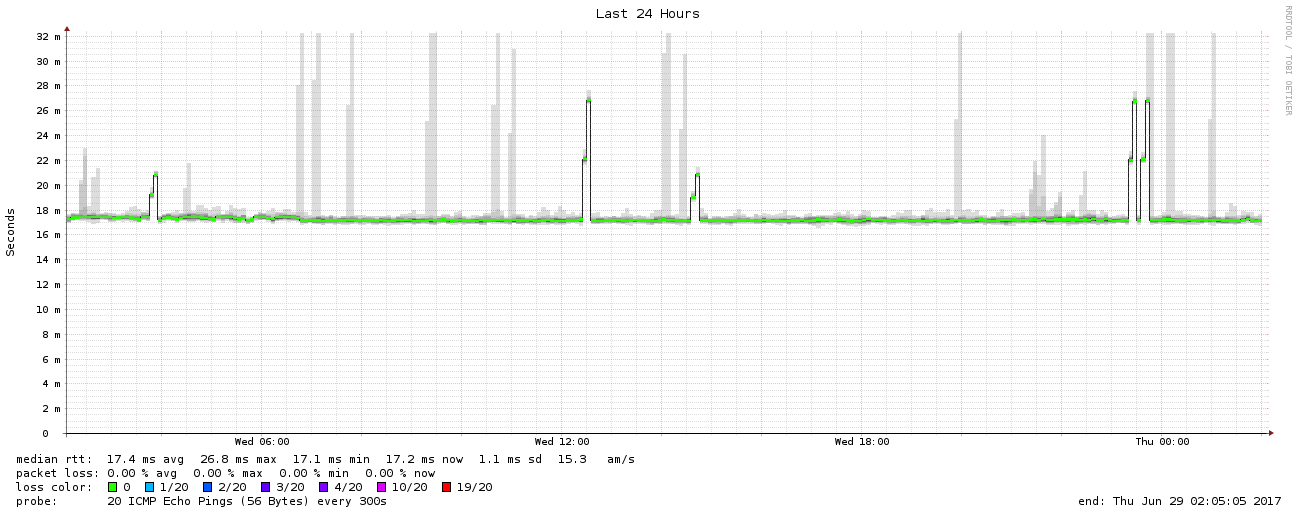 Last 24 Hours
RRDTOOL / TOBI OETIKER
Seconds
32 m
30 m
28 m
26 m
24 m
22 m
20 m
18 m
16 m
14 m
12 m
10 m
8 m
6 m
4 m
2 m
0
Wed 06:00 Wed 12:00 Wed 18:00 Thu 00:00
median rtt: 17.4 ms avg 26.8 ms max 17.1 ms min 17.2 ms now 1.1 ms sd 15.3 am/s
packet loss: 0.00 % avg 0.00 % max 0.00 % min 0.00 % now
loss color: 0 1/20 2/20 3/20 4/20 10/20 19/20
probe: 20 ICMP Echo Pings (56 Bytes) every 300s end: Thu Jun 29 02:05:05 2017